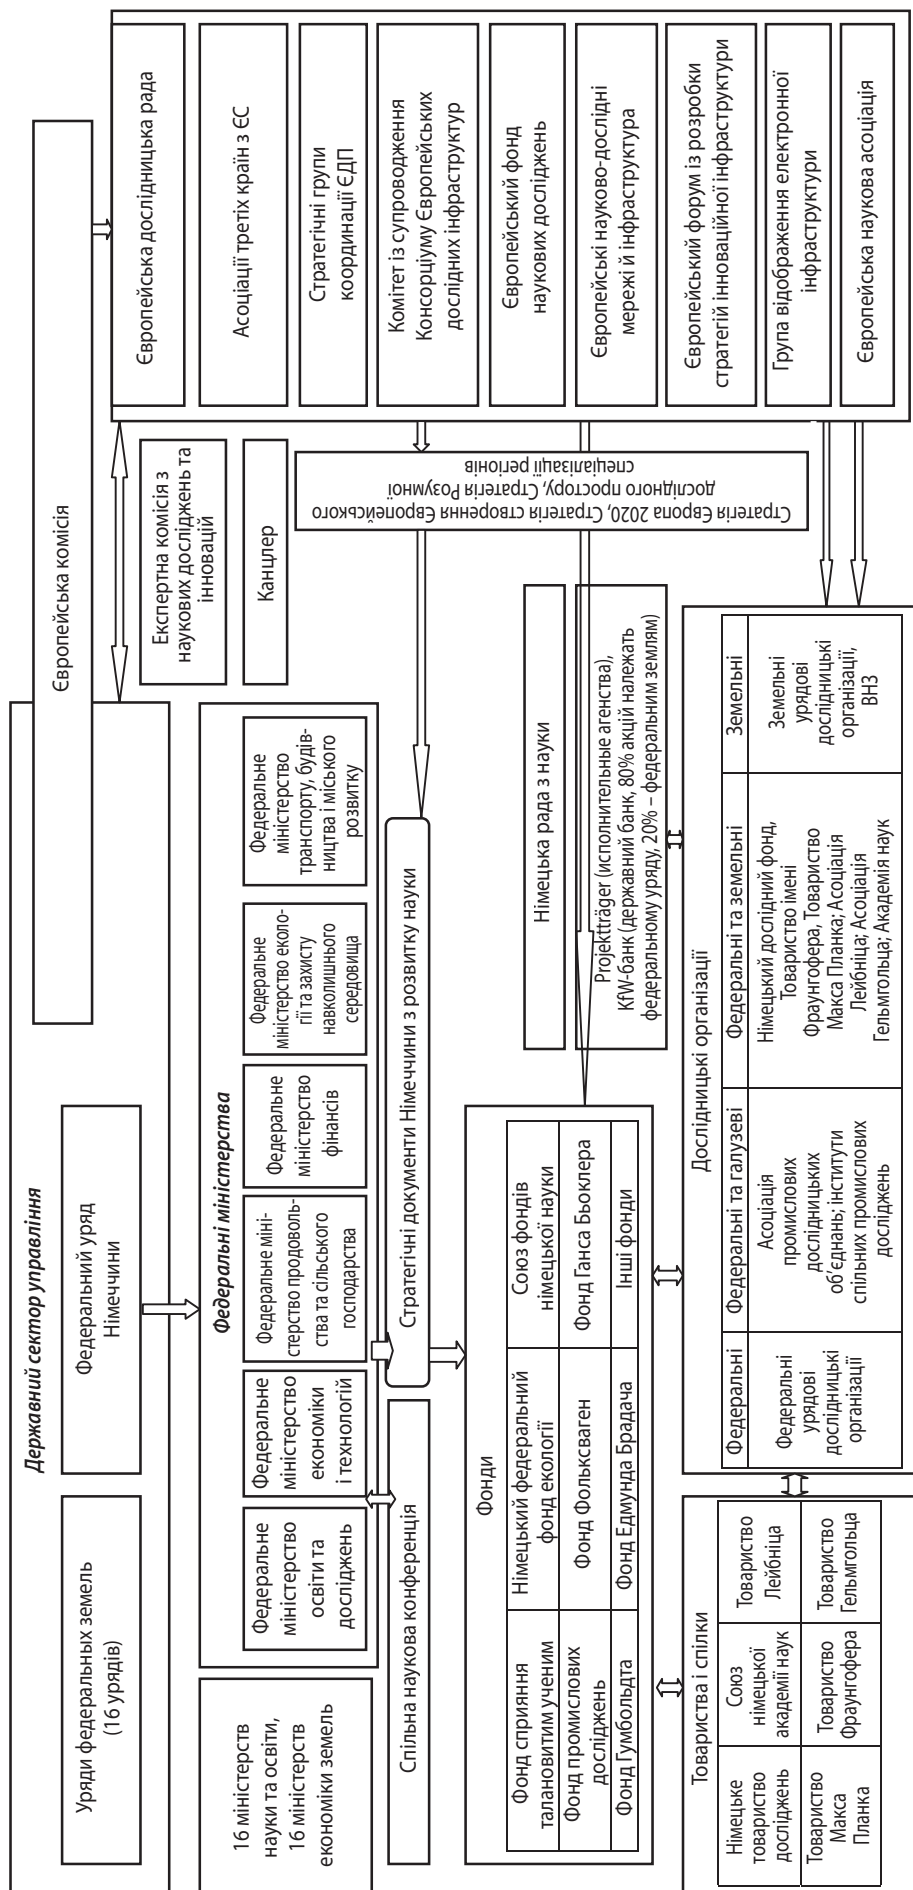 Державний сектор управління
Уряди федеральних земель
(16 урядів)
Федеральний уряд
Німеччини
Європейська комісія
16 міністерств
науки та освіти,
16 міністерств
економіки земель
Федеральні міністерства
Федеральне
міністерство
освіти та
досліджень
Федеральне
міністерство
економіки
і технологій
Федеральне міні-
стерство продоволь-
ства та сільського
господарства
Федеральне
міністерство
фінансів
Федеральне
міністерство еколо-
гії та захисту
навколишнього
середовища
Федеральне
міністерство
транспорту, будів-
ництва і міського
розвитку
Експертна комісія з
наукових досліджень та
інновацій
Канцлер
Європейська дослідницька рада
Асоціації третіх країн з ЄС
Стратегічні групи
координації ЄДП
Комітет із супроводження
Консорціуму Європейських
дослідних інфраструктур
Європейський фонд
наукових досліджень
Європейські науково-дослідні
мережі й інфраструктура
Європейський форум із розробки
стратегій інноваційної інфраструктури
Група відображення електронної
інфраструктури
Європейська наукова асоціація
Спільна наукова конференція
Стратегічні документи Німеччини з розвитку науки
Стратегія Європа 2020, Стратегія створення Європейського
дослідного простору, Стратегія Розумної
спеціалізації регіонів
Фонди
Фонд сприяння
талановитим ученим
Німецький федеральний
фонд екології
Союз фондів
німецької науки
Фонд промислових
досліджень
Фонд Фольксваген
Фонд Ганса Бьоклера
Фонд Гумбольдта
Фонд Едмунда Брадача
Інші фонди
Німецька рада з науки
Projektträger (исполнительные агенства),
KfW-банк (державний банк, 80% акцій належать
федеральному уряду, 20% – федеральним землям)
Товариства і спілки
Німецьке
товариство
досліджень
Союз
німецької
академії наук
Товариство
Лейбніца
Товариство
Макса
Планка
Товариство
Фраунгофера
Товариство
Гельмгольца
Дослідницькі організації
Федеральні
Федеральні та галузеві
Федеральні та земельні
Земельні
Федеральні
урядові
дослідницькі
організації
Асоціація
промислових
дослідницьких
об’єднань; інститути
спільних промислових
досліджень
Німецький дослідний фонд,
Товариство імені
Фраунгофера, Товариство
Макса Планка; Асоціація
Лейбніца; Асоціація
Гельмгольца; Академія наук
Земельні
урядові
дослідницькі
організації,
ВНЗ